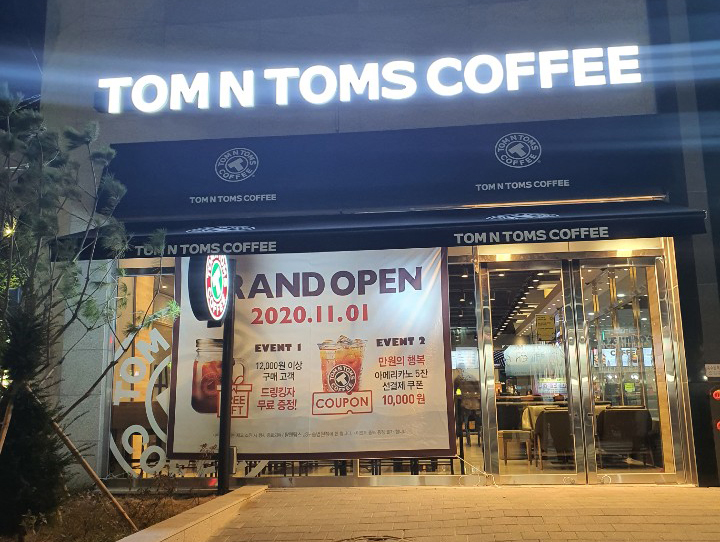 TOM N TOMS COFFEE
TOM N TOMS
COFFEE
TOM N TOMS COFFEE
TOM N TOMS
COFFEE
TOM N TOMS COFFEE
TOM N TOMS COFFEE
TOM N TOMS COFFEE
RAND OPEN
2020.11.01
EVENT 1
12,000원 이상
구매 고객
드링킹자
무료 증정!
EVENT 2
만원의 행복
아메리카노 5잔
선결제 쿠폰
10,000원
COUPON
TOM